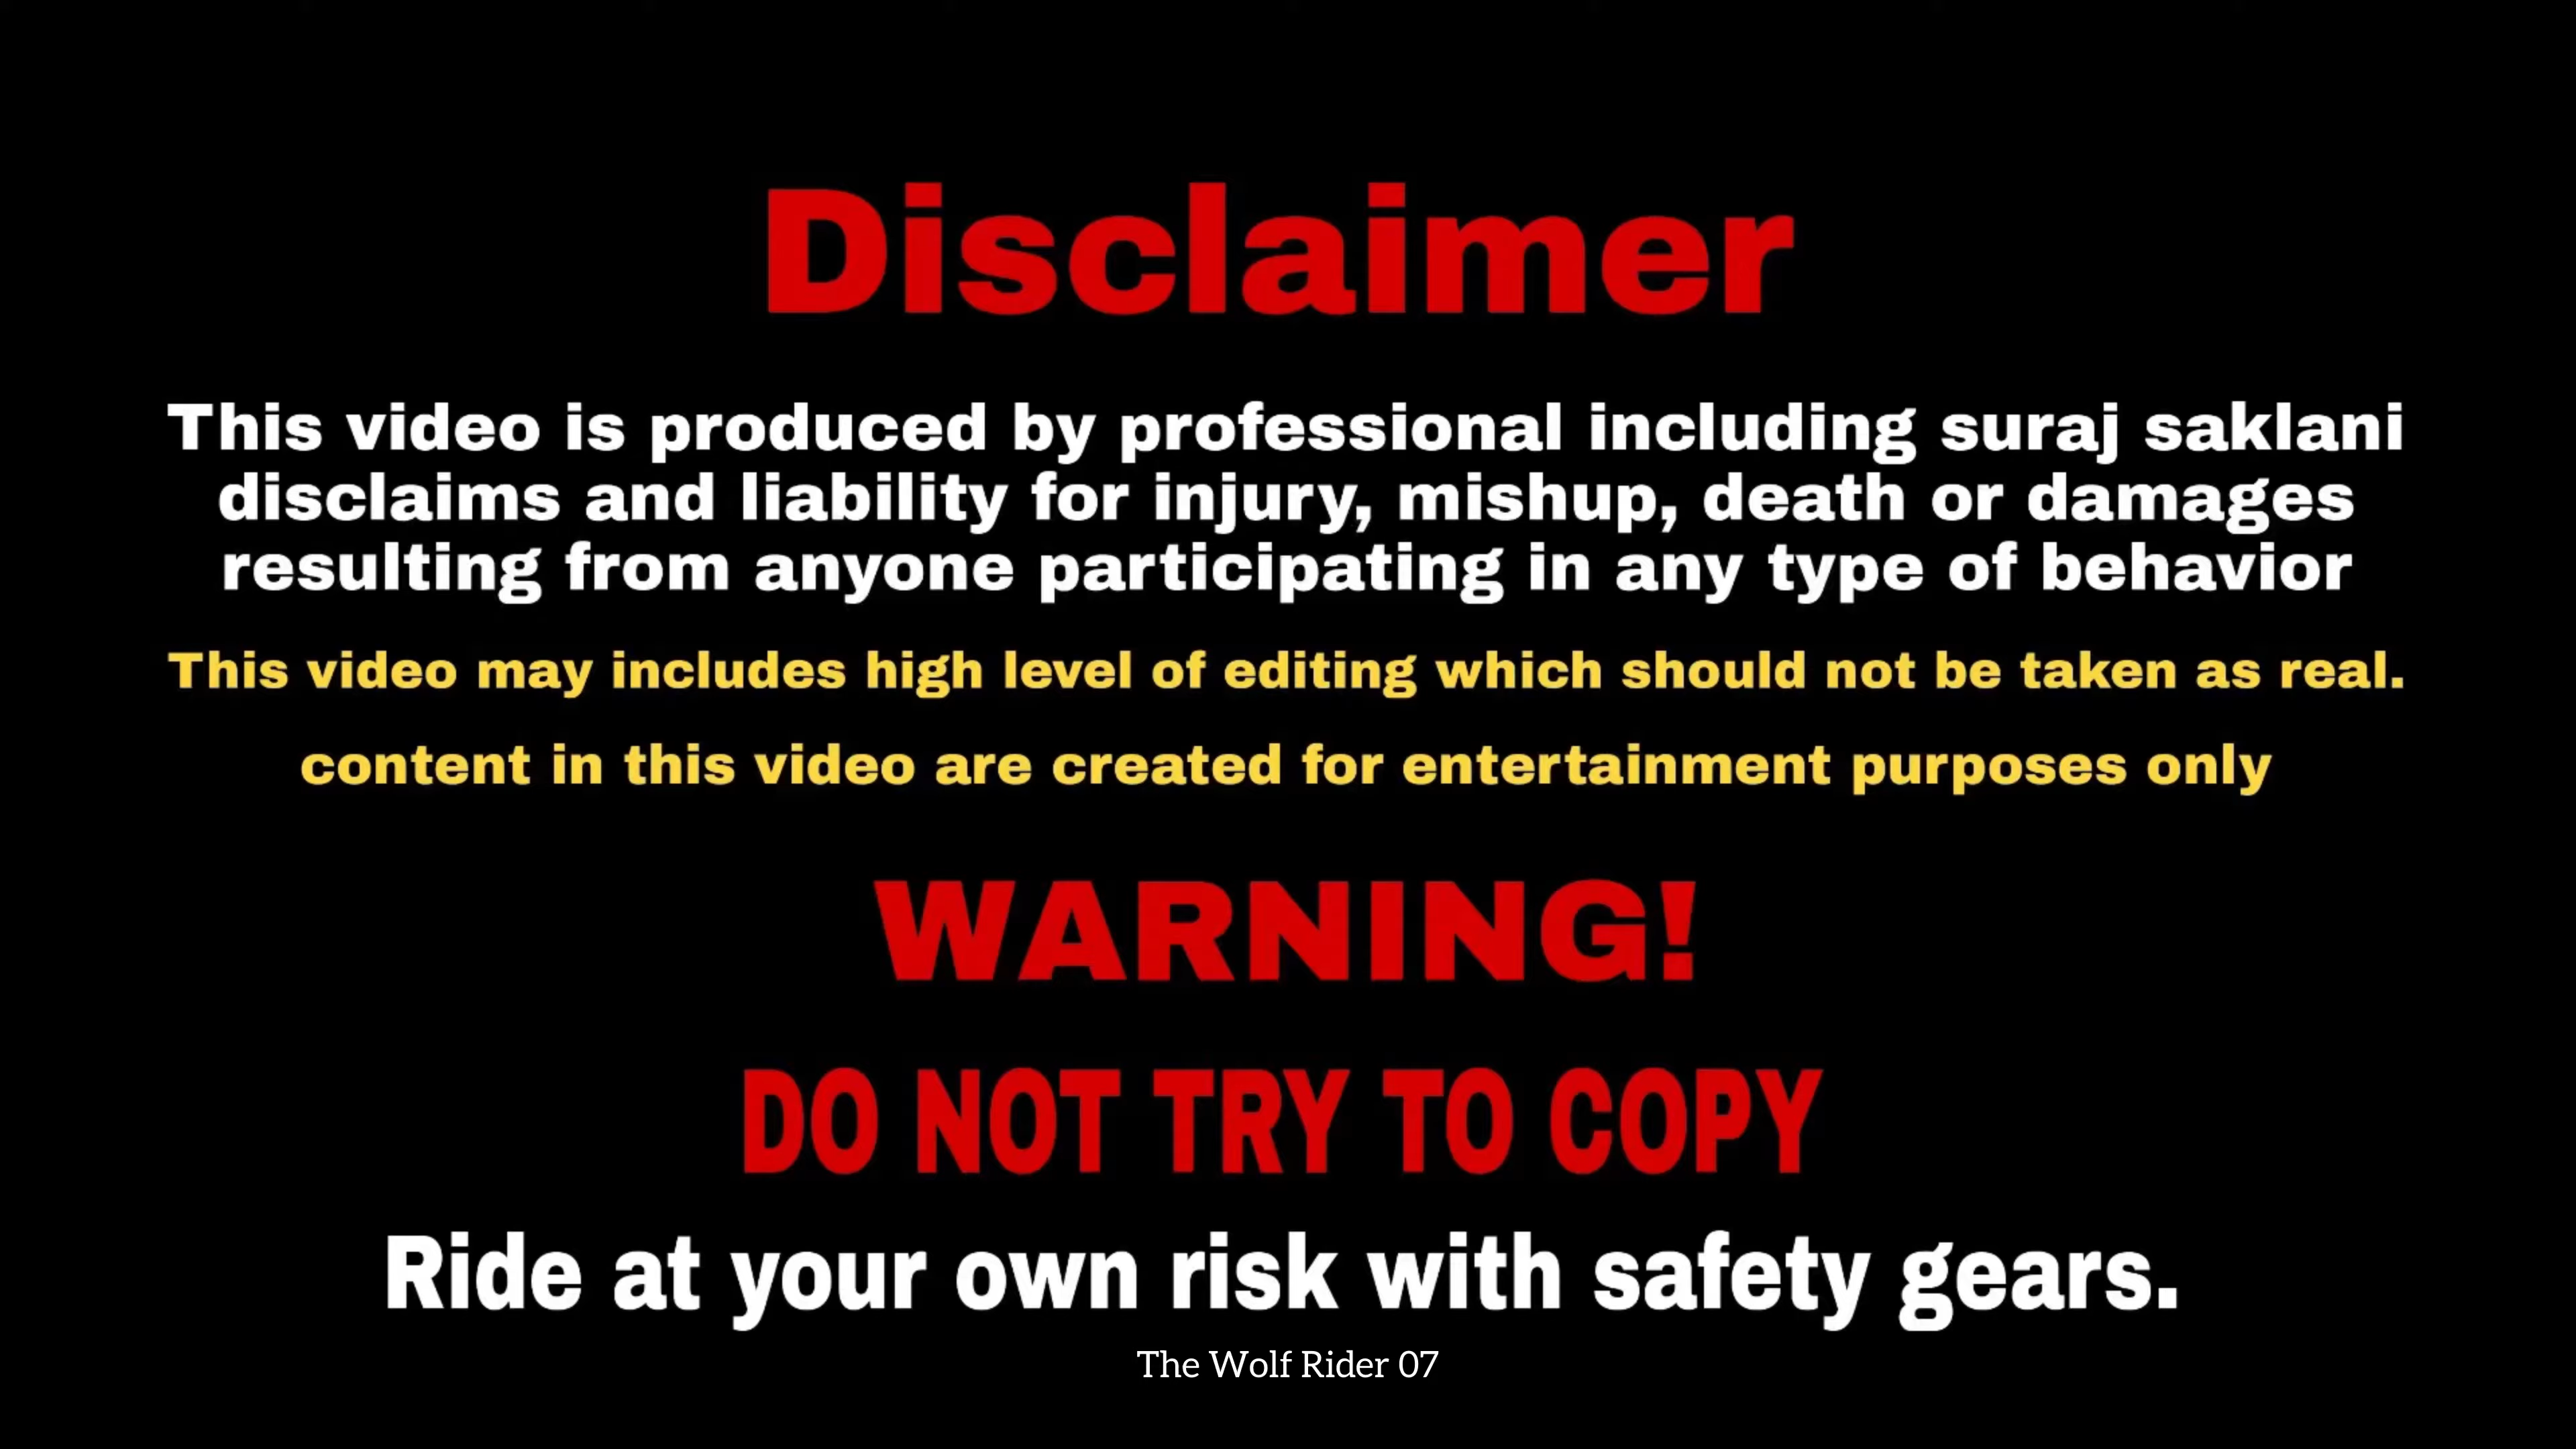 Disclaimer
This video is produced by professional including suraj saklani
disclaims and liability for injury, mishup, death or damages
resulting from anyone participating in any type of behavior
This video may includes high level of editing which should not be taken as real.
content in this video are created for entertainment purposes only
WARNING!
DO NOT TRY TO COPY
Ride at your own risk with safety gears.
The Wolf Rider 07